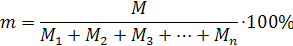 m = M / (M₁ + M₂ + M₃ + ⋯ + Mₙ) · 100%